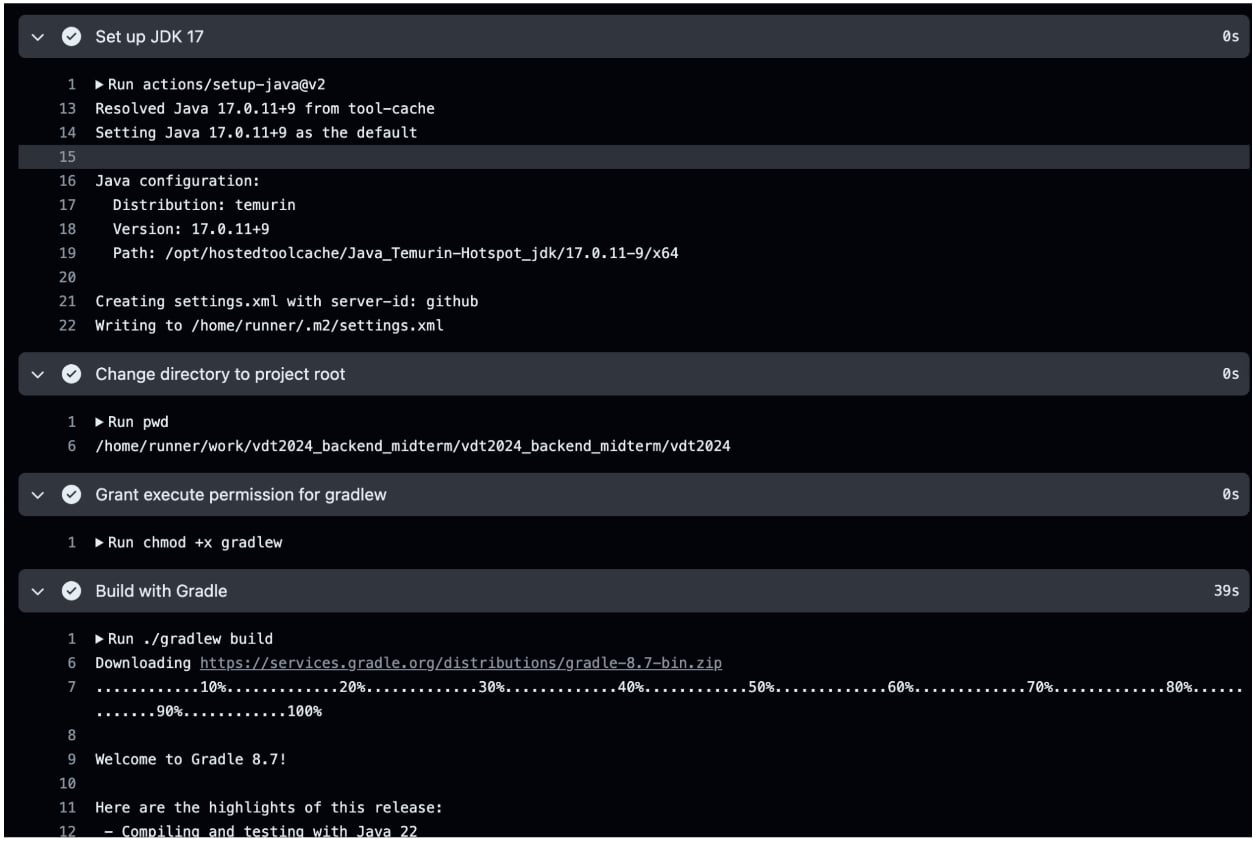 Set up JDK 17 0s
1 ▶ Run actions/setup-java@v2
13 Resolved Java 17.0.11+9 from tool-cache
14 Setting Java 17.0.11+9 as the default
15
16 Java configuration:
17 Distribution: temurin
18 Version: 17.0.11+9
19 Path: /opt/hostedtoolcache/Java_Temurin-Hotspot_jdk/17.0.11-9/x64
20
21 Creating settings.xml with server-id: github
22 Writing to /home/runner/.m2/settings.xml
Change directory to project root 0s
1 ▶ Run pwd
6 /home/runner/work/vdt2024_backend_midterm/vdt2024_backend_midterm/vdt2024
Grant execute permission for gradlew 0s
1 ▶ Run chmod +x gradlew
Build with Gradle 39s
1 ▶ Run ./gradlew build
6 Downloading https://services.gradle.org/distributions/gradle-8.7-bin.zip
7 ............10%.............20%.............30%.............40%............50%.............60%.............70%.............80%......
.......90%............100%
8
9 Welcome to Gradle 8.7!
10
11 Here are the highlights of this release:
12 - Compiling and testing with Java 22